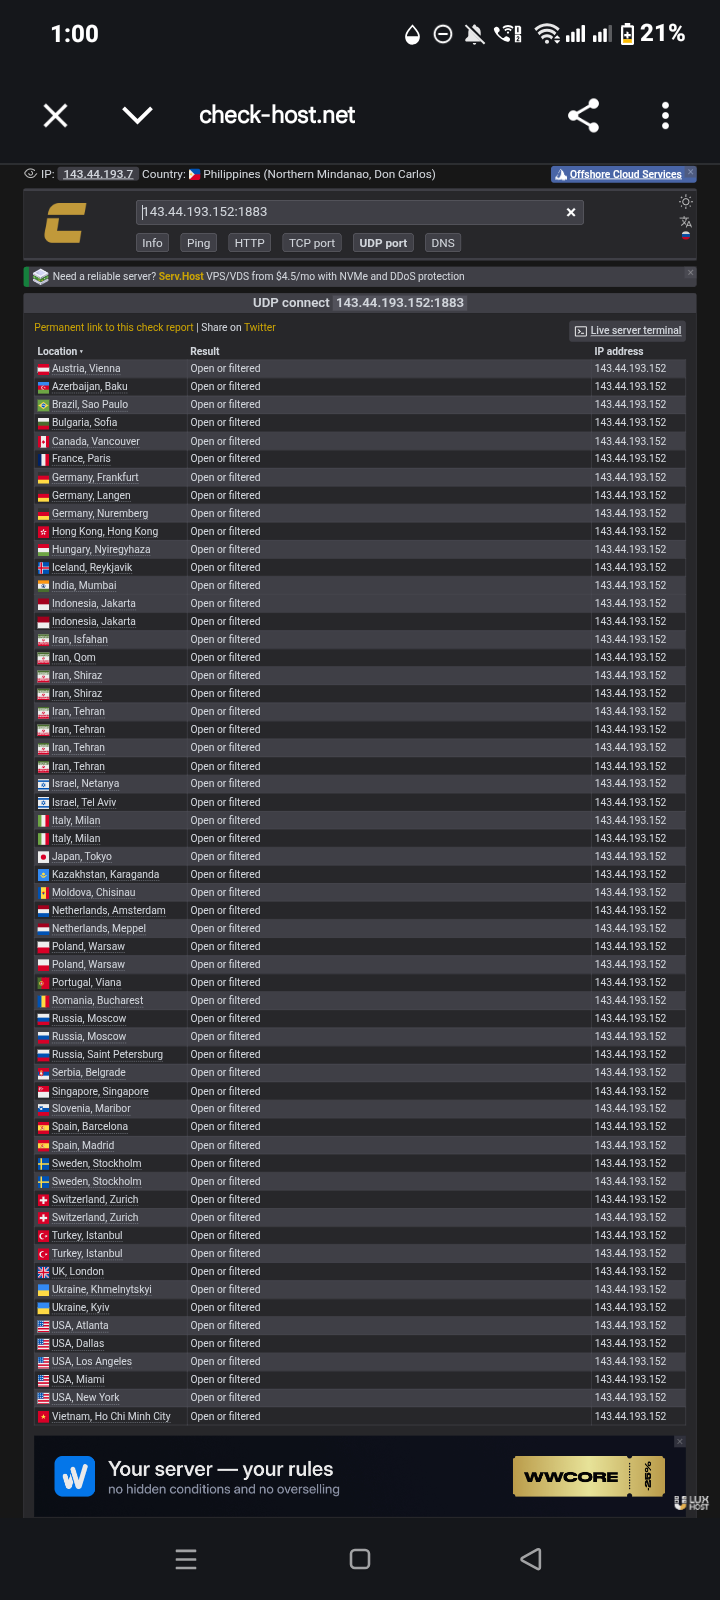 1:00 21%
check-host.net
IP: 143.44.193.7 Country: Philippines (Northern Mindanao, Don Carlos) Offshore Cloud Services
143.44.193.152:1883
Info Ping HTTP TCP port UDP port DNS
Need a reliable server? Serv.Host VPS/VDS from $4.5/mo with NVMe and DDoS protection
UDP connect 143.44.193.152:1883
Permanent link to this check report | Share on Twitter Live server terminal
Location Result IP address
Austria, Vienna Open or filtered 143.44.193.152
Azerbaijan, Baku Open or filtered 143.44.193.152
Brazil, Sao Paulo Open or filtered 143.44.193.152
Bulgaria, Sofia Open or filtered 143.44.193.152
Canada, Vancouver Open or filtered 143.44.193.152
France, Paris Open or filtered 143.44.193.152
Germany, Frankfurt Open or filtered 143.44.193.152
Germany, Langen Open or filtered 143.44.193.152
Germany, Nuremberg Open or filtered 143.44.193.152
Hong Kong, Hong Kong Open or filtered 143.44.193.152
Hungary, Nyiregyhaza Open or filtered 143.44.193.152
Iceland, Reykjavik Open or filtered 143.44.193.152
India, Mumbai Open or filtered 143.44.193.152
Indonesia, Jakarta Open or filtered 143.44.193.152
Indonesia, Jakarta Open or filtered 143.44.193.152
Iran, Isfahan Open or filtered 143.44.193.152
Iran, Qom Open or filtered 143.44.193.152
Iran, Shiraz Open or filtered 143.44.193.152
Iran, Shiraz Open or filtered 143.44.193.152
Iran, Tehran Open or filtered 143.44.193.152
Iran, Tehran Open or filtered 143.44.193.152
Iran, Tehran Open or filtered 143.44.193.152
Iran, Tehran Open or filtered 143.44.193.152
Israel, Netanya Open or filtered 143.44.193.152
Israel, Tel Aviv Open or filtered 143.44.193.152
Italy, Milan Open or filtered 143.44.193.152
Italy, Milan Open or filtered 143.44.193.152
Japan, Tokyo Open or filtered 143.44.193.152
Kazakhstan, Karaganda Open or filtered 143.44.193.152
Moldova, Chisinau Open or filtered 143.44.193.152
Netherlands, Amsterdam Open or filtered 143.44.193.152
Netherlands, Meppel Open or filtered 143.44.193.152
Poland, Warsaw Open or filtered 143.44.193.152
Poland, Warsaw Open or filtered 143.44.193.152
Portugal, Viana Open or filtered 143.44.193.152
Romania, Bucharest Open or filtered 143.44.193.152
Russia, Moscow Open or filtered 143.44.193.152
Russia, Moscow Open or filtered 143.44.193.152
Russia, Saint Petersburg Open or filtered 143.44.193.152
Serbia, Belgrade Open or filtered 143.44.193.152
Singapore, Singapore Open or filtered 143.44.193.152
Slovenia, Maribor Open or filtered 143.44.193.152
Spain, Barcelona Open or filtered 143.44.193.152
Spain, Madrid Open or filtered 143.44.193.152
Sweden, Stockholm Open or filtered 143.44.193.152
Sweden, Stockholm Open or filtered 143.44.193.152
Switzerland, Zurich Open or filtered 143.44.193.152
Switzerland, Zurich Open or filtered 143.44.193.152
Turkey, Istanbul Open or filtered 143.44.193.152
Turkey, Istanbul Open or filtered 143.44.193.152
UK, London Open or filtered 143.44.193.152
Ukraine, Khmelnytskyi Open or filtered 143.44.193.152
Ukraine, Kyiv Open or filtered 143.44.193.152
USA, Atlanta Open or filtered 143.44.193.152
USA, Dallas Open or filtered 143.44.193.152
USA, Los Angeles Open or filtered 143.44.193.152
USA, Miami Open or filtered 143.44.193.152
USA, New York Open or filtered 143.44.193.152
Vietnam, Ho Chi Minh City Open or filtered 143.44.193.152
Your server — your rules
no hidden conditions and no overselling
WWCORE -25%
LUX
HOST